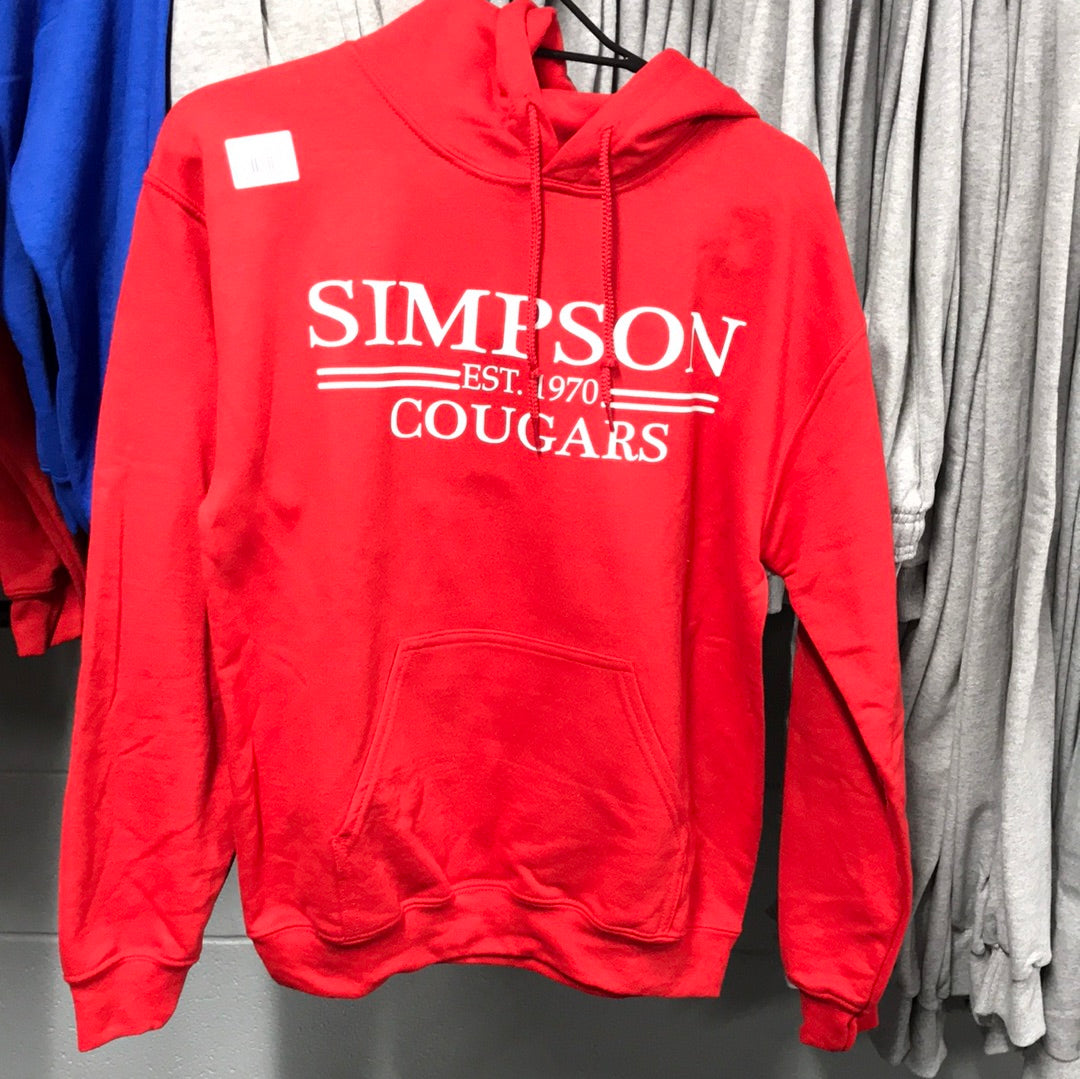 SIMPSON
EST. 1970
COUGARS